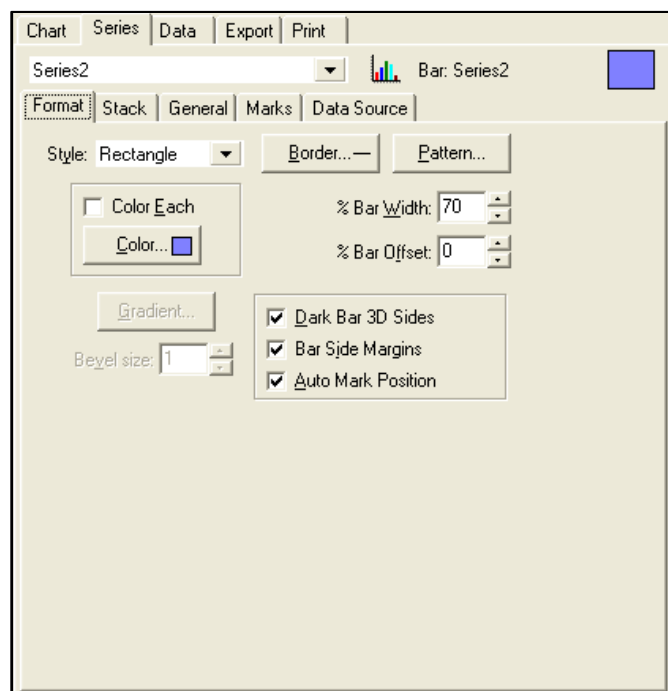 Chart Series Data Export Print
Series2 Bar: Series2
Format Stack General Marks Data Source
Style: Rectangle Border... Pattern...
Color Each % Bar Width: 70
Color... % Bar Offset: 0
Gradient... Dark Bar 3D Sides
Bevel size: 1 Bar Side Margins
Auto Mark Position